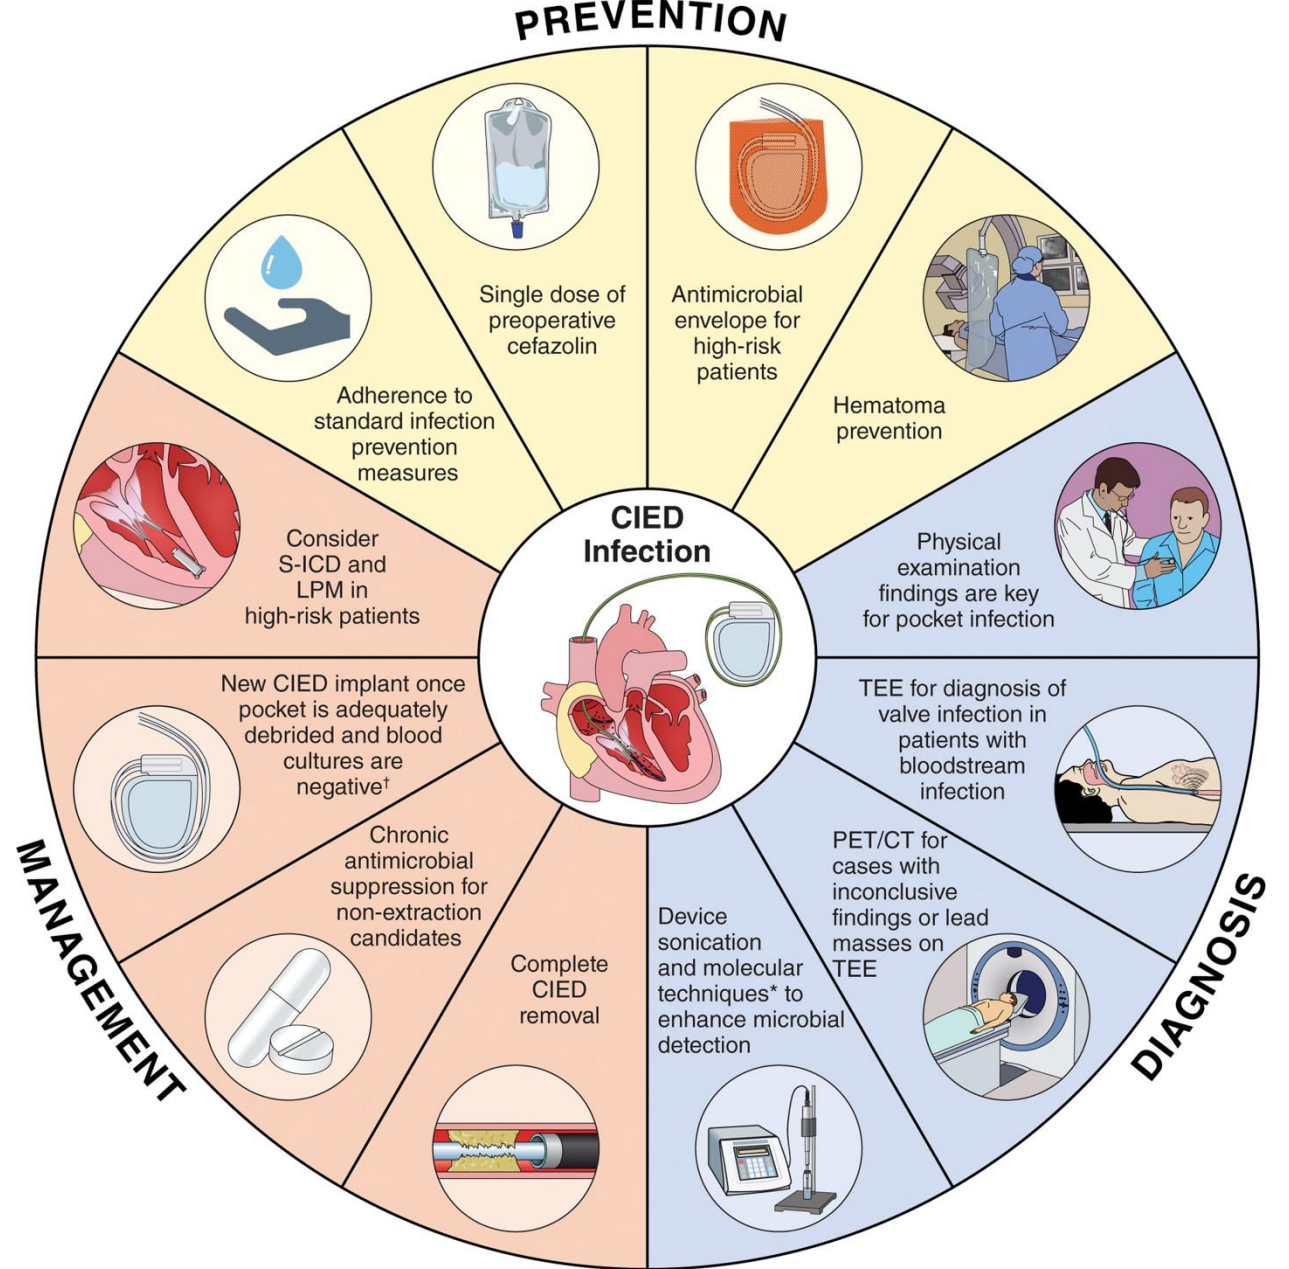 PREVENTION
Single dose of
preoperative
cefazolin
Antimicrobial
envelope for
high-risk
patients
Hematoma
prevention
Adherence to
standard infection
prevention
measures
CIED
Infection
Physical
examination
findings are key
for pocket infection
TEE for diagnosis of
valve infection in
patients with
bloodstream
infection
PET/CT for
cases with
inconclusive
findings or lead
masses on
TEE
Device
sonication
and molecular
techniques* to
enhance microbial
detection
DIAGNOSIS
Complete
CIED
removal
Chronic
antimicrobial
suppression for
non-extraction
candidates
New CIED implant once
pocket is adequately
debrided and blood
cultures are
negative†
Consider
S-ICD and
LPM in
high-risk patients
MANAGEMENT